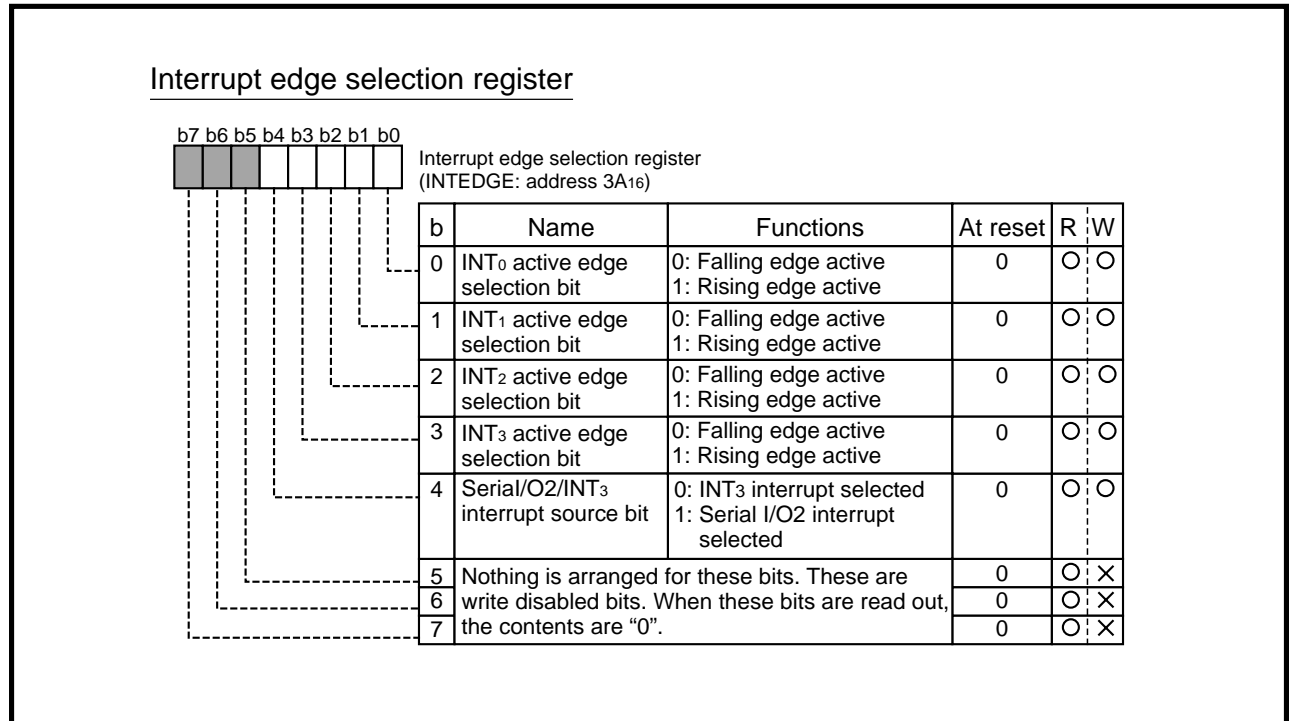 Interrupt edge selection register
b7 b6 b5 b4 b3 b2 b1 b0
Interrupt edge selection register
(INTEDGE: address 3A16)
b Name Functions At reset R W
0 INT0 active edge selection bit 0: Falling edge active 1: Rising edge active 0 O O
1 INT1 active edge selection bit 0: Falling edge active 1: Rising edge active 0 O O
2 INT2 active edge selection bit 0: Falling edge active 1: Rising edge active 0 O O
3 INT3 active edge selection bit 0: Falling edge active 1: Rising edge active 0 O O
4 Serial/O2/INT3 interrupt source bit 0: INT3 interrupt selected 1: Serial I/O2 interrupt selected 0 O O
5 Nothing is arranged for these bits. These are 0 O ×
6 write disabled bits. When these bits are read out, 0 O ×
7 the contents are “0”. 0 O ×